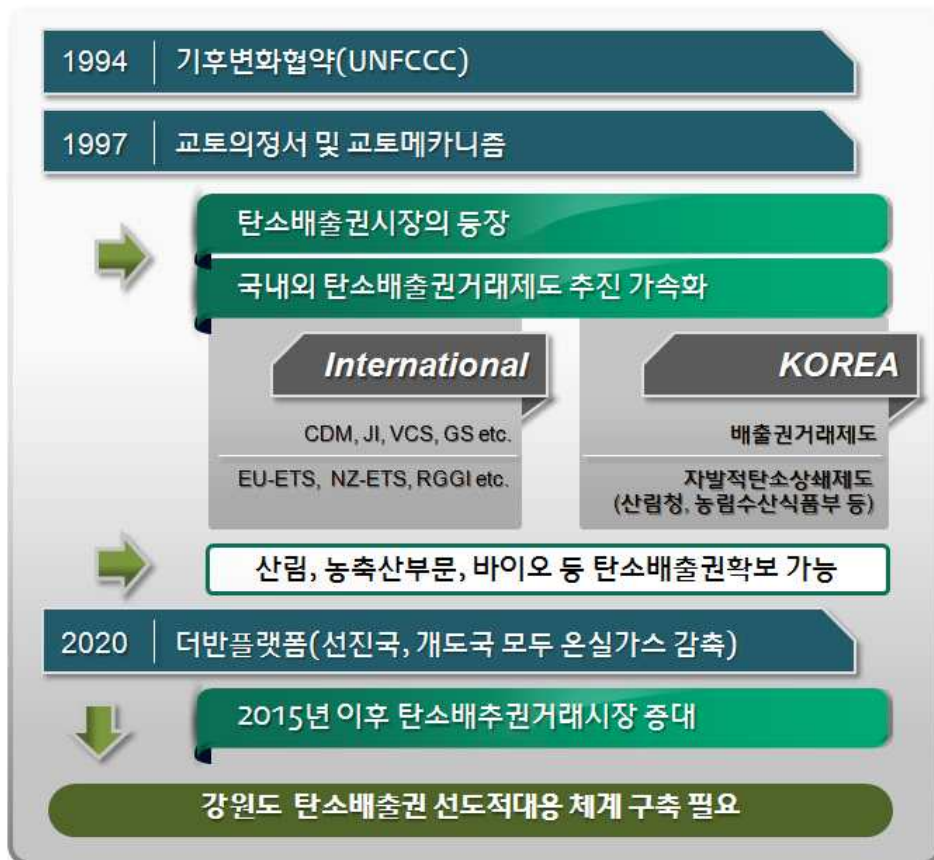 1994 기후변화협약(UNFCCC)
1997 교토의정서 및 교토메카니즘
탄소배출권시장의 등장
국내외 탄소배출권거래제도 추진 가속화
International
CDM, JI, VCS, GS etc.
EU-ETS, NZ-ETS, RGGI etc.
KOREA
배출권거래제도
자발적탄소상쇄제도
(산림청, 농림수산식품부 등)
산림, 농축산부문, 바이오 등 탄소배출권확보 가능
2020 더반플랫폼(선진국, 개도국 모두 온실가스 감축)
2015년 이후 탄소배추권거래시장 증대
강원도 탄소배출권 선도적대응 체계 구축 필요